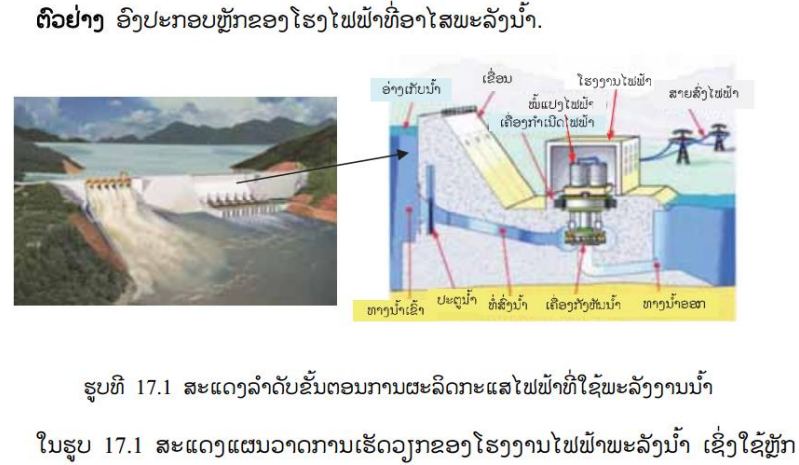 ຕົວຢ່າງ ອົງປະກອບຫຼັກຂອງໂຮງໄຟຟ້າທີ່ອາໄສພະລັງນ້ຳ.
ອ່າງເກັບນ້ຳ
ເຂື່ອນ
ໂຮງງານໄຟຟ້າ
ສາຍສົ່ງໄຟຟ້າ
ໝໍ້ແປງໄຟຟ້າ
ເຄື່ອງກຳເນີດໄຟຟ້າ
ທາງນ້ຳເຂົ້າ
ປະຕູນ້ຳ
ທໍ່ສົ່ງນ້ຳ
ເຄື່ອງກັງຫັນນ້ຳ
ທາງນ້ຳອອກ
ຮູບທີ 17.1 ສະແດງລຳດັບຂັ້ນຕອນການຜະລິດກະແສໄຟຟ້າທີ່ໃຊ້ພະລັງງານນ້ຳ
ໃນຮູບ 17.1 ສະແດງແຜນວາດການເຮັດວຽກຂອງໂຮງງານໄຟຟ້າພະລັງນ້ຳ ເຊິ່ງໃຊ້ຫຼັກ